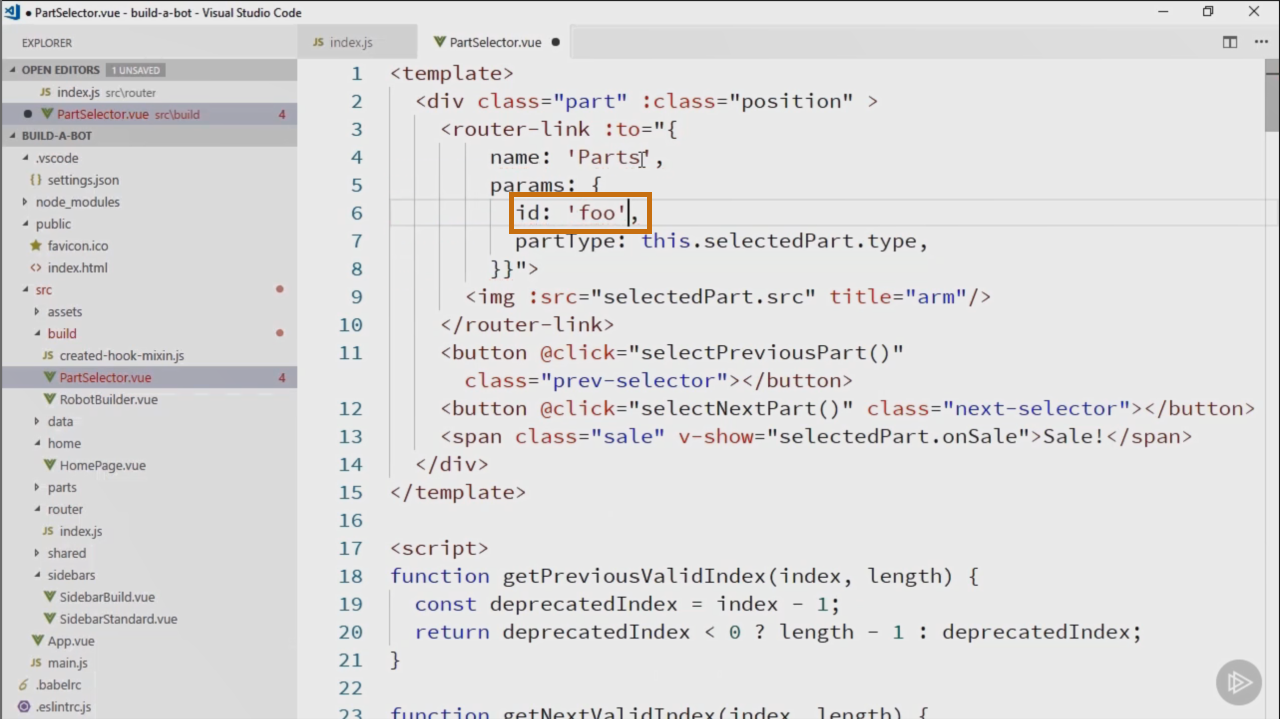 PartSelector.vue - build-a-bot - Visual Studio Code
EXPLORER
OPEN EDITORS 1 UNSAVED
index.js src\router
PartSelector.vue src\build 4
BUILD-A-BOT
.vscode
settings.json
node_modules
public
favicon.ico
index.html
src
assets
build
created-hook-mixin.js
PartSelector.vue 4
RobotBuilder.vue
data
home
HomePage.vue
parts
router
index.js
shared
sidebars
SidebarBuild.vue
SidebarStandard.vue
App.vue
main.js
.babelrc
.eslintrc.js
JS index.js
PartSelector.vue
1 <template>
2 <div class="part" :class="position" >
3 <router-link :to="{
4 name: 'Parts',
5 params: {
6 id: 'foo',
7 partType: this.selectedPart.type,
8 }}">
9 <img :src="selectedPart.src" title="arm"/>
10 </router-link>
11 <button @click="selectPreviousPart()"
class="prev-selector"></button>
12 <button @click="selectNextPart()" class="next-selector"></button>
13 <span class="sale" v-show="selectedPart.onSale">Sale!</span>
14 </div>
15 </template>
16
17 <script>
18 function getPreviousValidIndex(index, length) {
19 const deprecatedIndex = index - 1;
20 return deprecatedIndex < 0 ? length - 1 : deprecatedIndex;
21 }
22
23 function getNextValidIndex(index, length) {